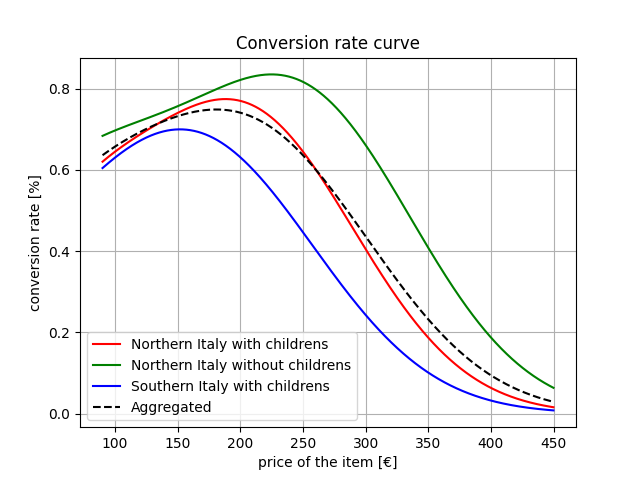 Conversion rate curve
conversion rate [%]
0.8
0.6
0.4
0.2
0.0
Northern Italy with childrens
Northern Italy without childrens
Southern Italy with childrens
Aggregated
100 150 200 250 300 350 400 450
price of the item [€]